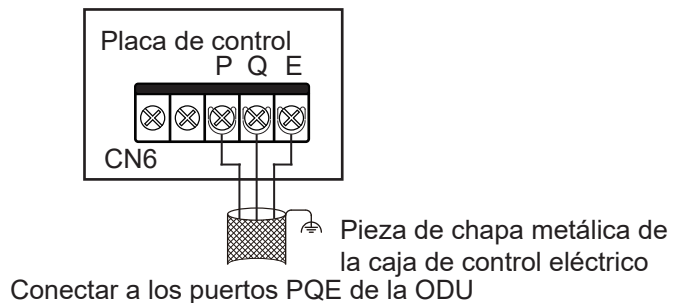 Placa de control
P Q E
CN6
Pieza de chapa metálica de
la caja de control eléctrico
Conectar a los puertos PQE de la ODU